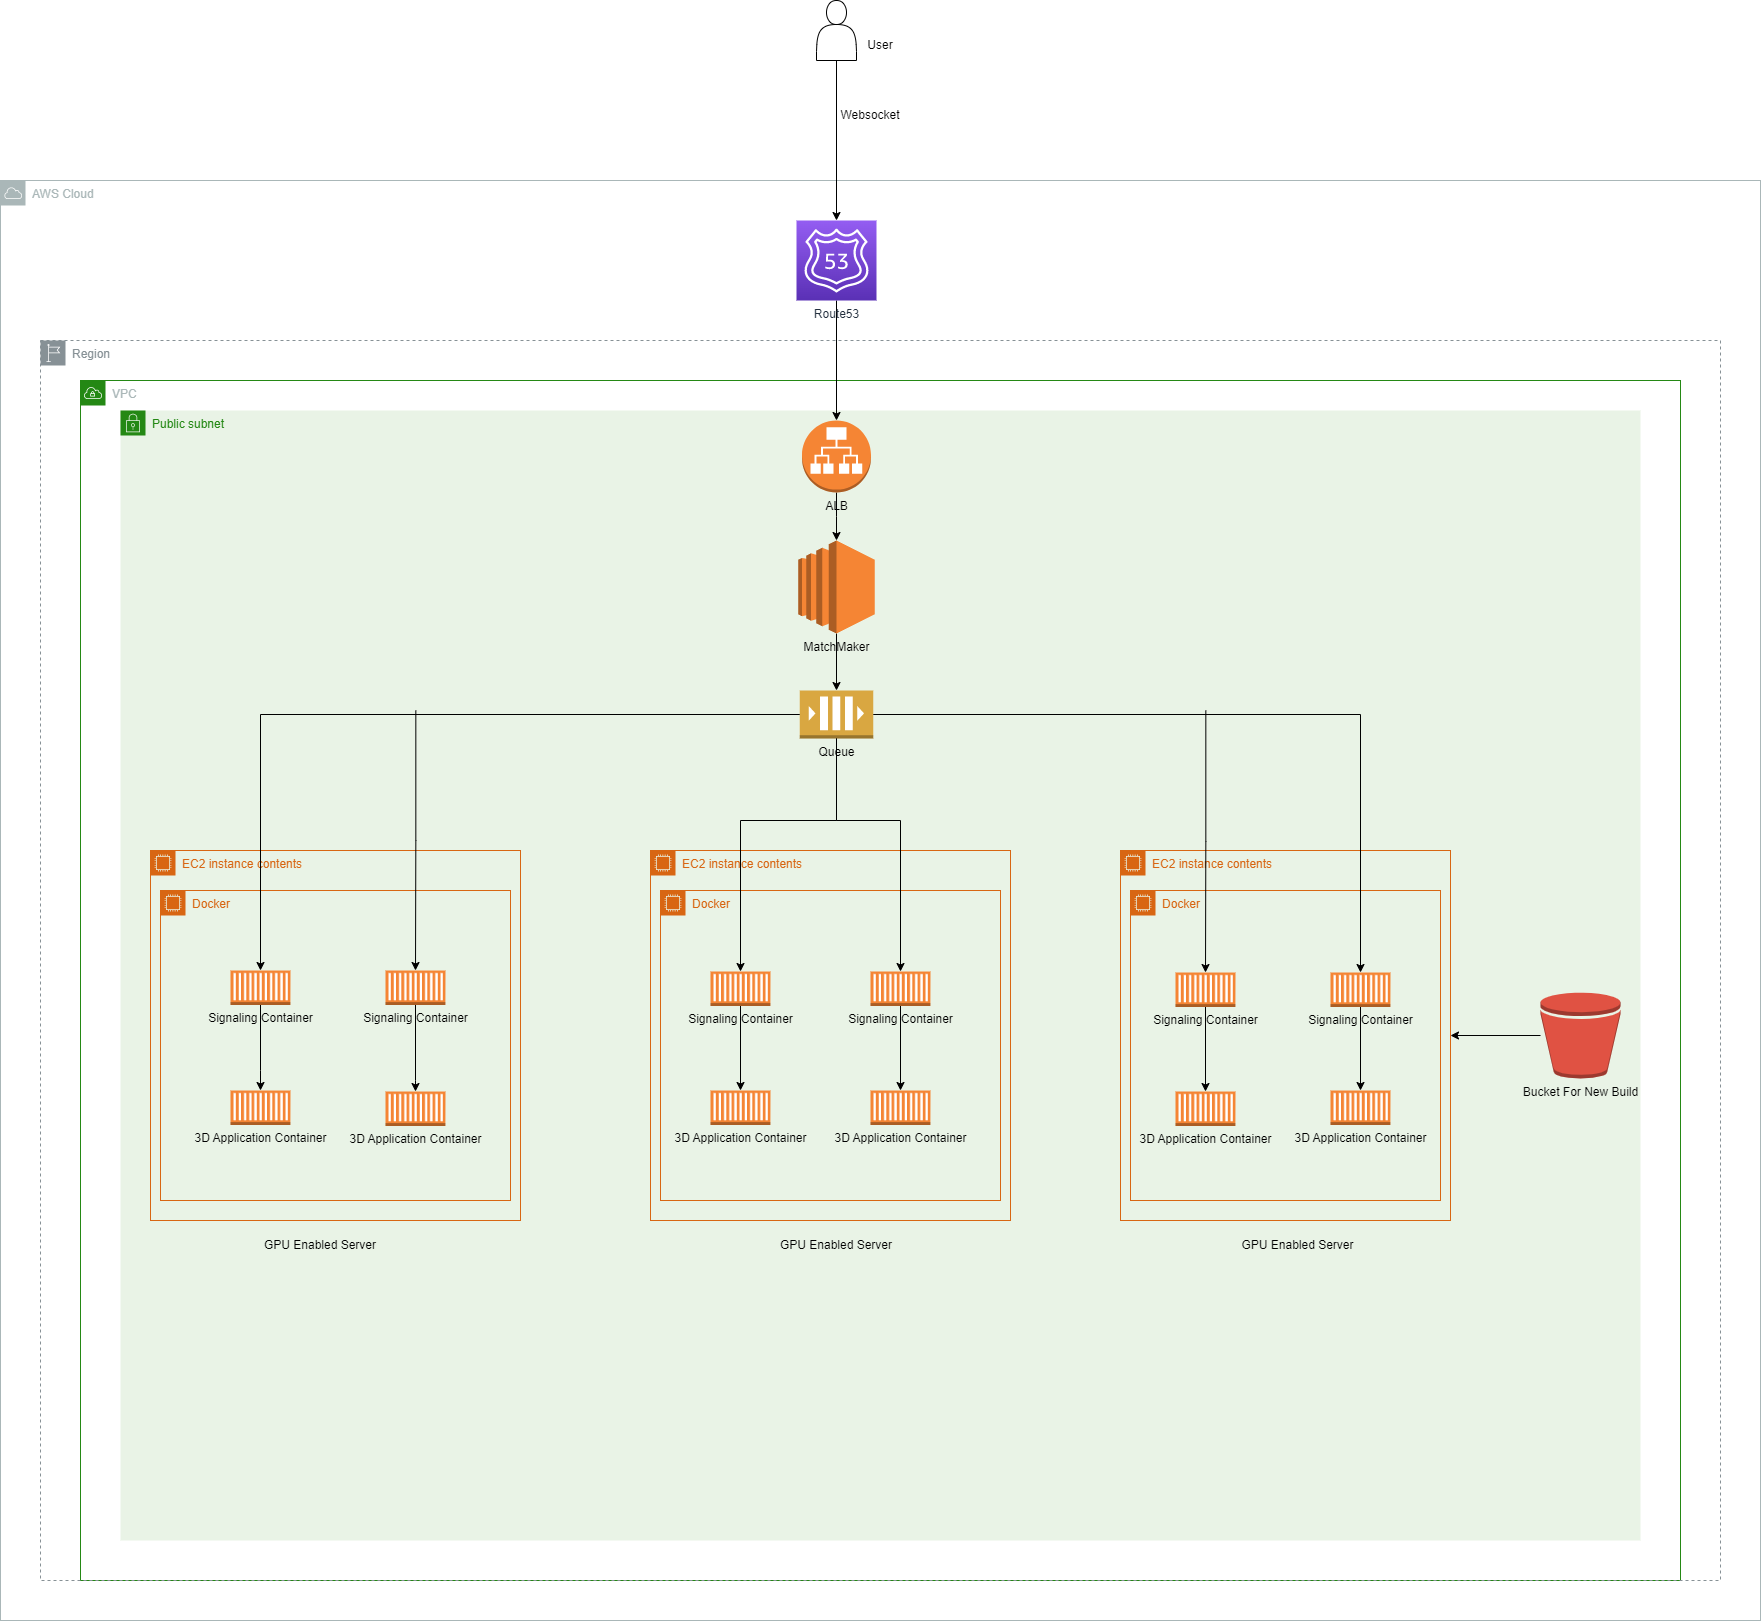 User
Websocket
AWS Cloud
53
Route53
Region
VPC
Public subnet
ALB
MatchMaker
Queue
EC2 instance contents
EC2 instance contents
EC2 instance contents
Docker
Docker
Docker
Signaling Container
Signaling Container
Signaling Container
Signaling Container
Signaling Container
Signaling Container
Bucket For New Build
3D Application Container
3D Application Container
3D Application Container
3D Application Container
3D Application Container
3D Application Container
GPU Enabled Server
GPU Enabled Server
GPU Enabled Server